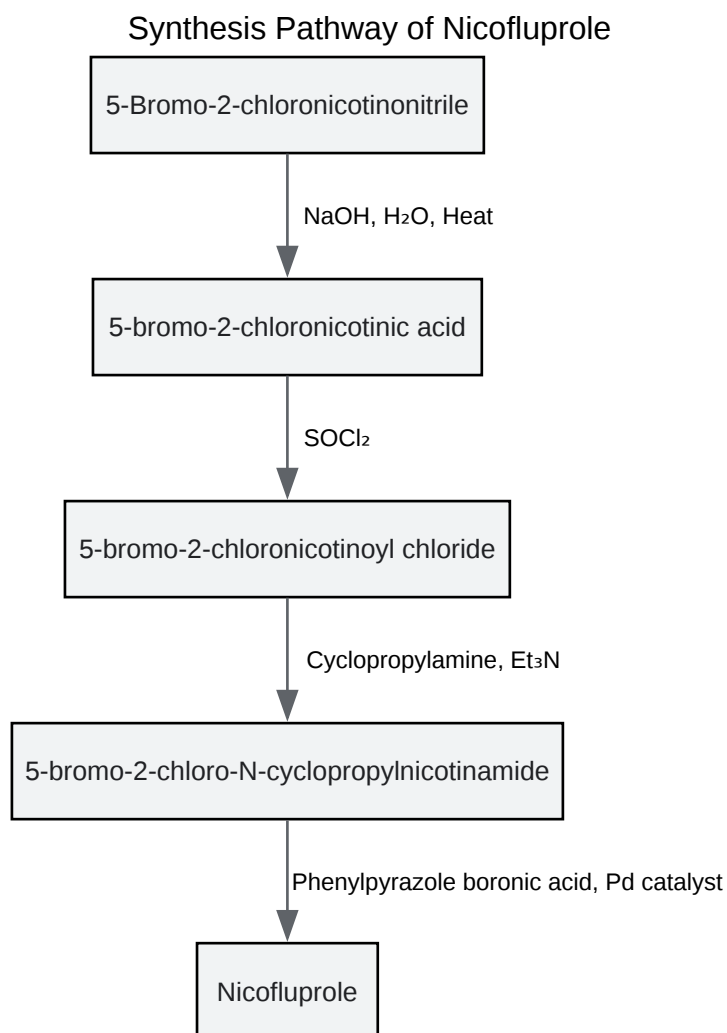 Synthesis Pathway of Nicofluprole
5-Bromo-2-chloronicotinonitrile
NaOH, H₂O, Heat
5-bromo-2-chloronicotinic acid
SOCl₂
5-bromo-2-chloronicotinoyl chloride
Cyclopropylamine, Et₃N
5-bromo-2-chloro-N-cyclopropylnicotinamide
Phenylpyrazole boronic acid, Pd catalyst
Nicofluprole